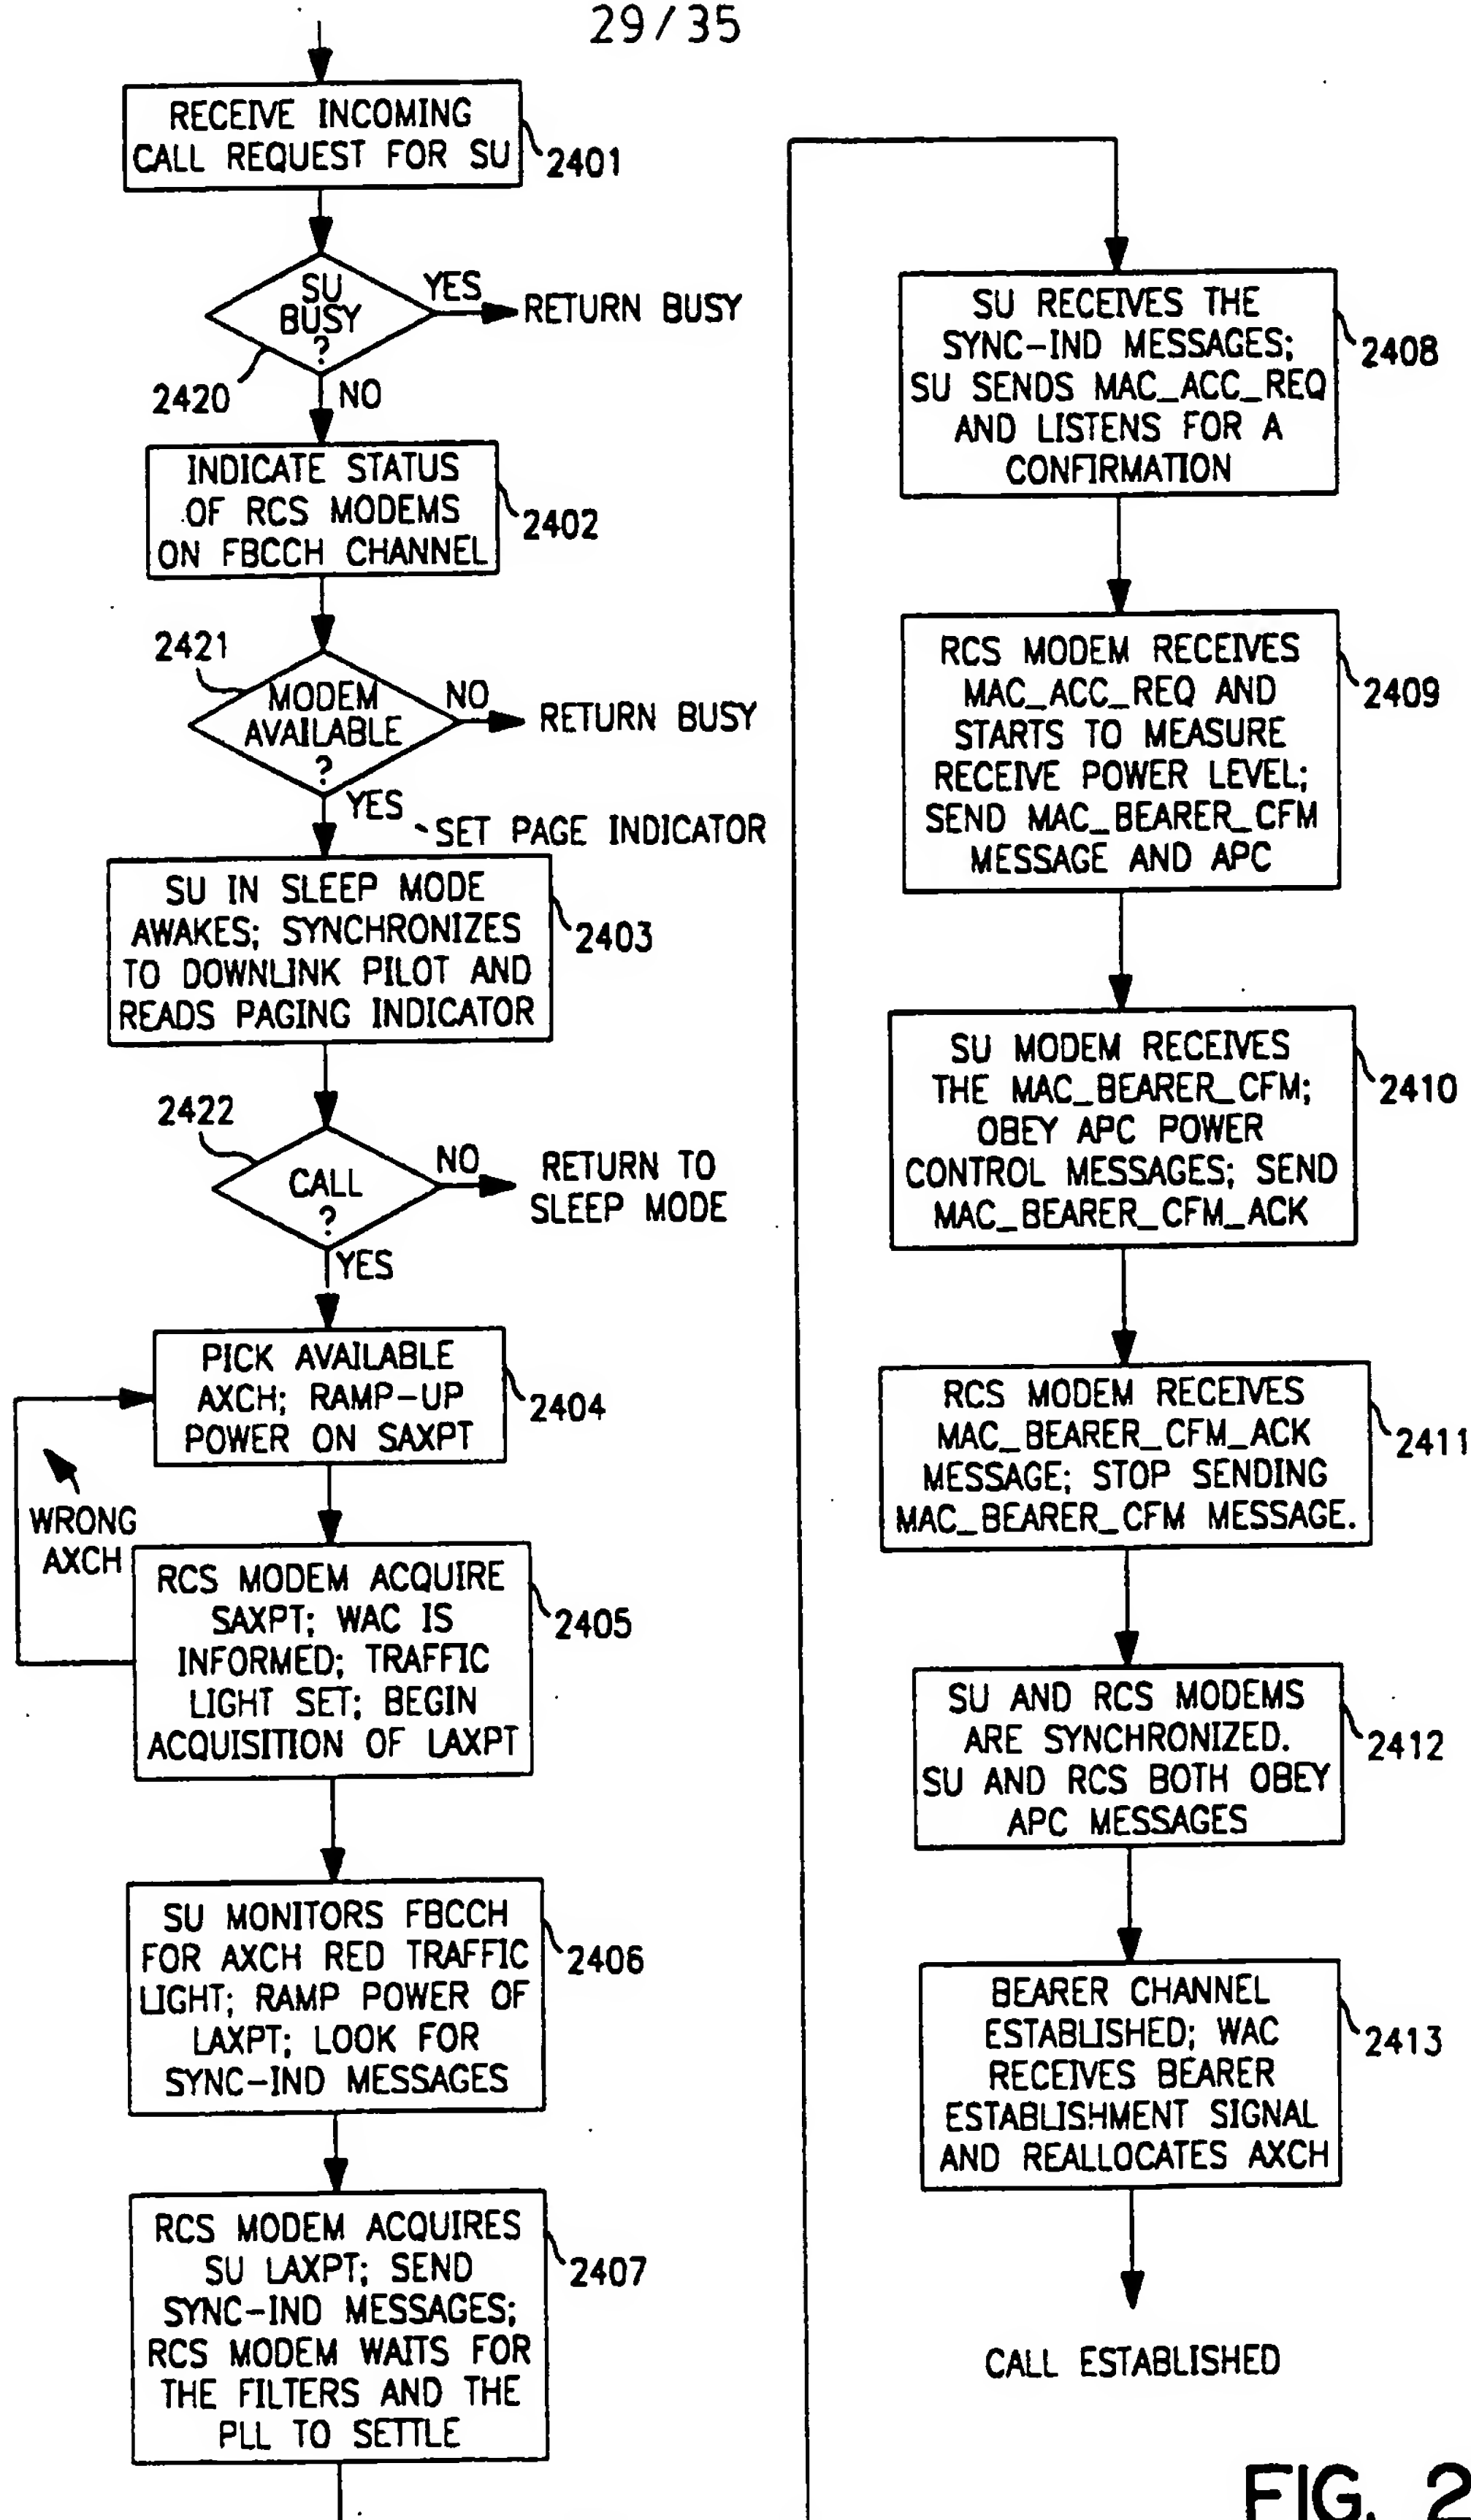 29/35
RECEIVE INCOMING
CALL REQUEST FOR SU
2401
SU
BUSY
?
YES
RETURN BUSY
2420
NO
INDICATE STATUS
OF RCS MODEMS
ON FBCCH CHANNEL
2402
2421
MODEM
AVAILABLE
?
NO
RETURN BUSY
YES
SET PAGE INDICATOR
SU IN SLEEP MODE
AWAKES; SYNCHRONIZES
TO DOWNLINK PILOT AND
READS PAGING INDICATOR
2403
2422
CALL
?
NO
RETURN TO
SLEEP MODE
YES
PICK AVAILABLE
AXCH; RAMP-UP
POWER ON SAXPT
2404
WRONG
AXCH
RCS MODEM ACQUIRE
SAXPT; WAC IS
INFORMED; TRAFFIC
LIGHT SET; BEGIN
ACQUISITION OF LAXPT
2405
SU MONITORS FBCCH
FOR AXCH RED TRAFFIC
LIGHT; RAMP POWER OF
LAXPT; LOOK FOR
SYNC-IND MESSAGES
2406
RCS MODEM ACQUIRES
SU LAXPT; SEND
SYNC-IND MESSAGES;
RCS MODEM WAITS FOR
THE FILTERS AND THE
PLL TO SETTLE
2407
SU RECEIVES THE
SYNC-IND MESSAGES;
SU SENDS MAC_ACC_REQ
AND LISTENS FOR A
CONFIRMATION
2408
RCS MODEM RECEIVES
MAC_ACC_REQ AND
STARTS TO MEASURE
RECEIVE POWER LEVEL;
SEND MAC_BEARER_CFM
MESSAGE AND APC
2409
SU MODEM RECEIVES
THE MAC_BEARER_CFM;
OBEY APC POWER
CONTROL MESSAGES; SEND
MAC_BEARER_CFM_ACK
2410
RCS MODEM RECEIVES
MAC_BEARER_CFM_ACK
MESSAGE; STOP SENDING
MAC_BEARER_CFM MESSAGE.
2411
SU AND RCS MODEMS
ARE SYNCHRONIZED.
SU AND RCS BOTH OBEY
APC MESSAGES
2412
BEARER CHANNEL
ESTABLISHED; WAC
RECEIVES BEARER
ESTABLISHMENT SIGNAL
AND REALLOCATES AXCH
2413
CALL ESTABLISHED
FIG. 2